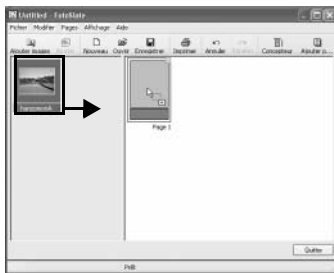 Untitled - FotoSlate
Fichier Modifier Pages Affichage Aide
Ajouter images Nouveau Ouvrir Enregistrer Imprimer Annuler Concepteur Ajouter p...
Page 1
Quitter
Prêt